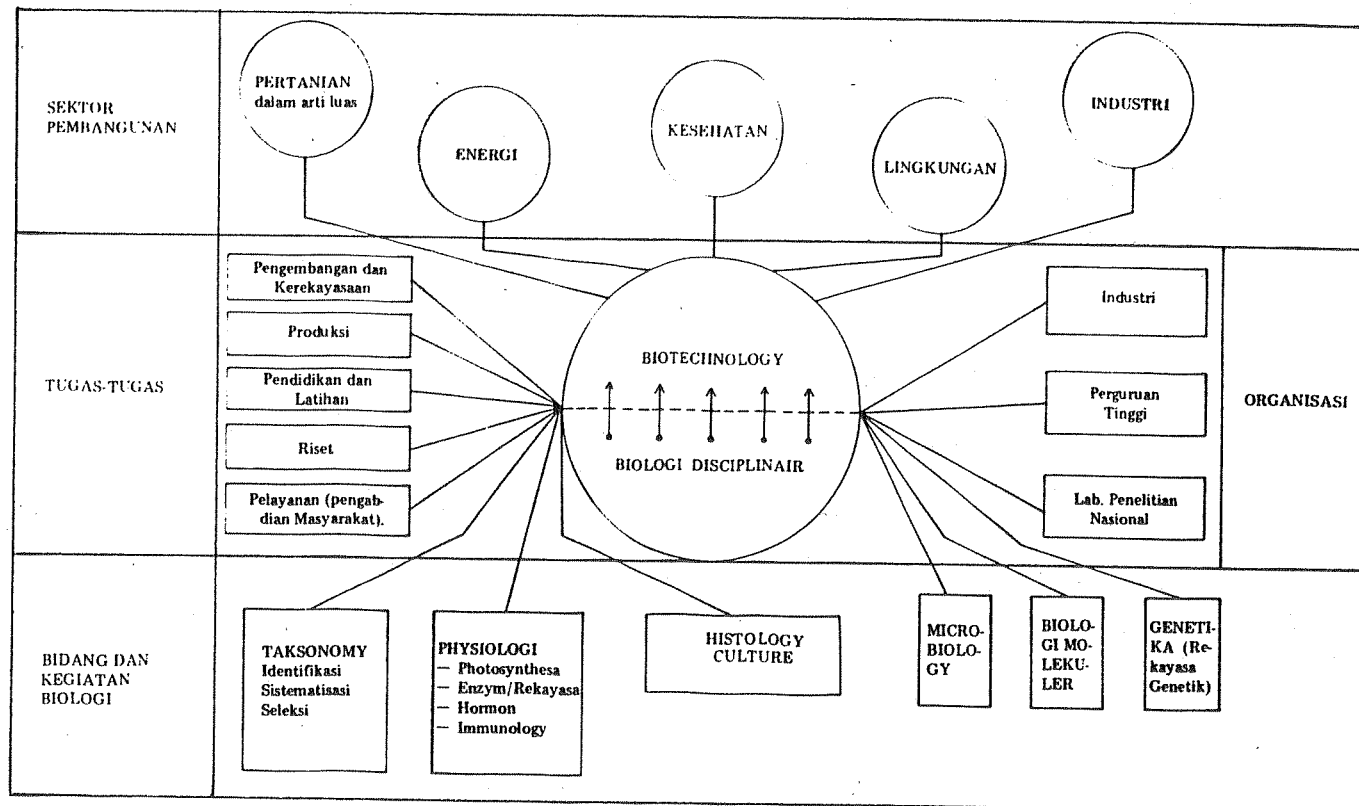 SEKTOR
PEMBANGUNAN
PERTANIAN
dalam arti luas
ENERGI
KESEHATAN
LINGKUNGAN
INDUSTRI
TUGAS-TUGAS
Pengembangan dan
Kerekayasaan
Produksi
Pendidikan dan
Latihan
Riset
Pelayanan (pengab-
dian Masyarakat).
BIOTECHNOLOGY
BIOLOGI DISCIPLINAIR
Industri
Perguruan
Tinggi
Lab. Penelitian
Nasional
ORGANISASI
BIDANG DAN
KEGIATAN
BIOLOGI
TAKSONOMY
Identifikasi
Sistematisasi
Seleksi
PHYSIOLOGI
— Photosynthesa
— Enzym/Rekayasa
— Hormon
— Immunology
HISTOLOGY
CULTURE
MICRO-
BIOLO-
GY
BIOLO-
GI MO-
LEKU-
LER
GENETI-
KA (Re-
kayasa
Genetik)